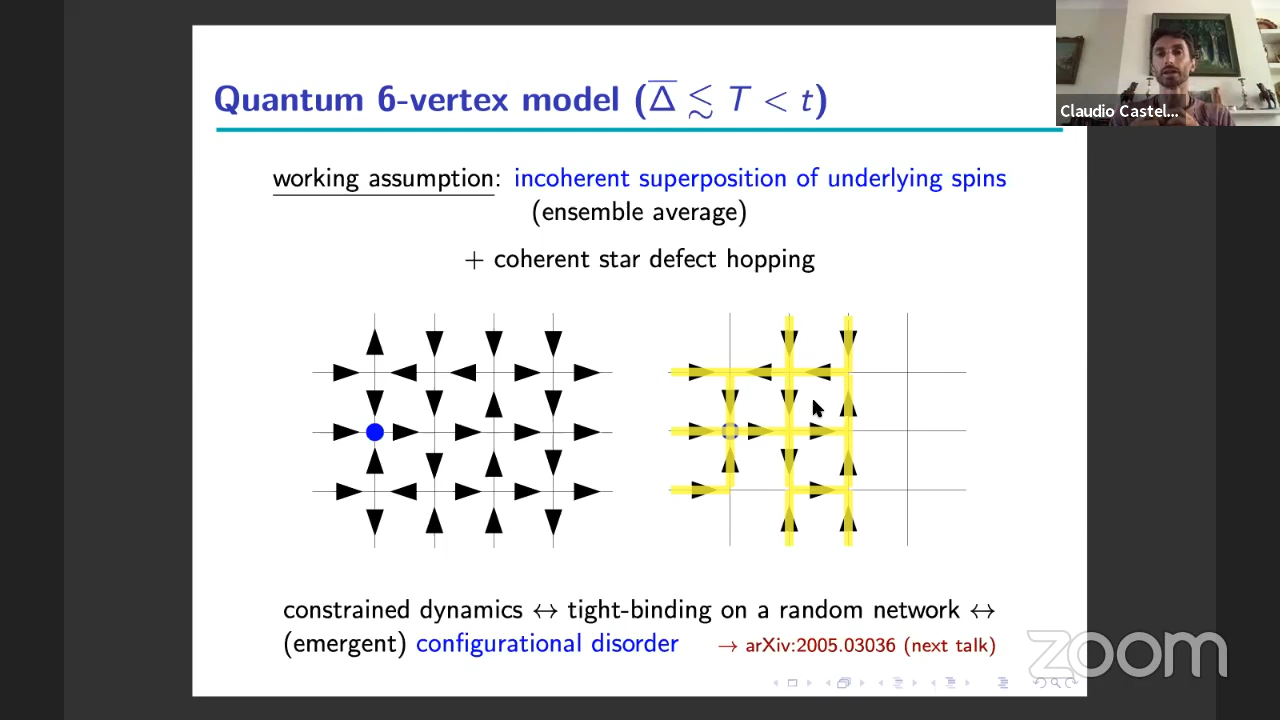 Quantum 6-vertex model (Δ̅ ≲ T < t)
Claudio Castel...
working assumption: incoherent superposition of underlying spins
(ensemble average)
+ coherent star defect hopping
constrained dynamics ↔ tight-binding on a random network ↔
(emergent) configurational disorder → arXiv:2005.03036 (next talk)
zoom